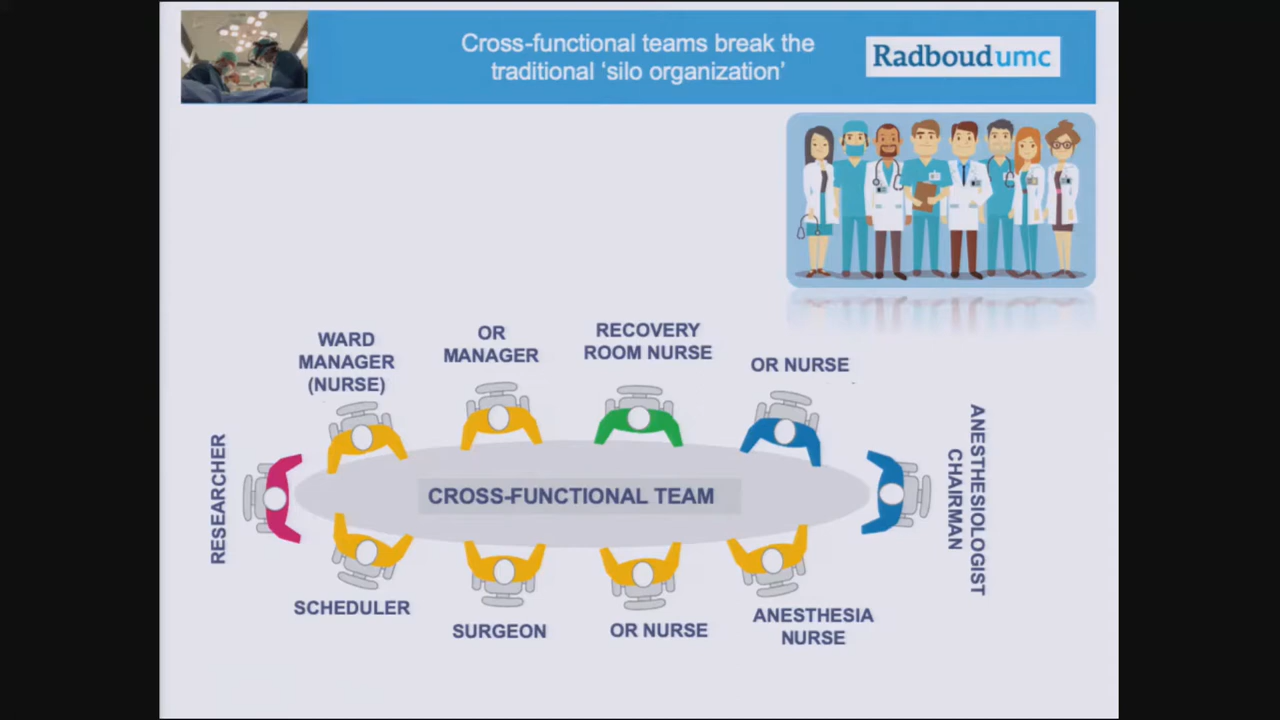 Cross-functional teams break the
traditional ‘silo organization’
Radboudumc
WARD
MANAGER
(NURSE)
OR
MANAGER
RECOVERY
ROOM NURSE
OR NURSE
RESEARCHER
CROSS-FUNCTIONAL TEAM
ANESTHESIOLOGIST
CHAIRMAN
SCHEDULER
SURGEON
OR NURSE
ANESTHESIA
NURSE